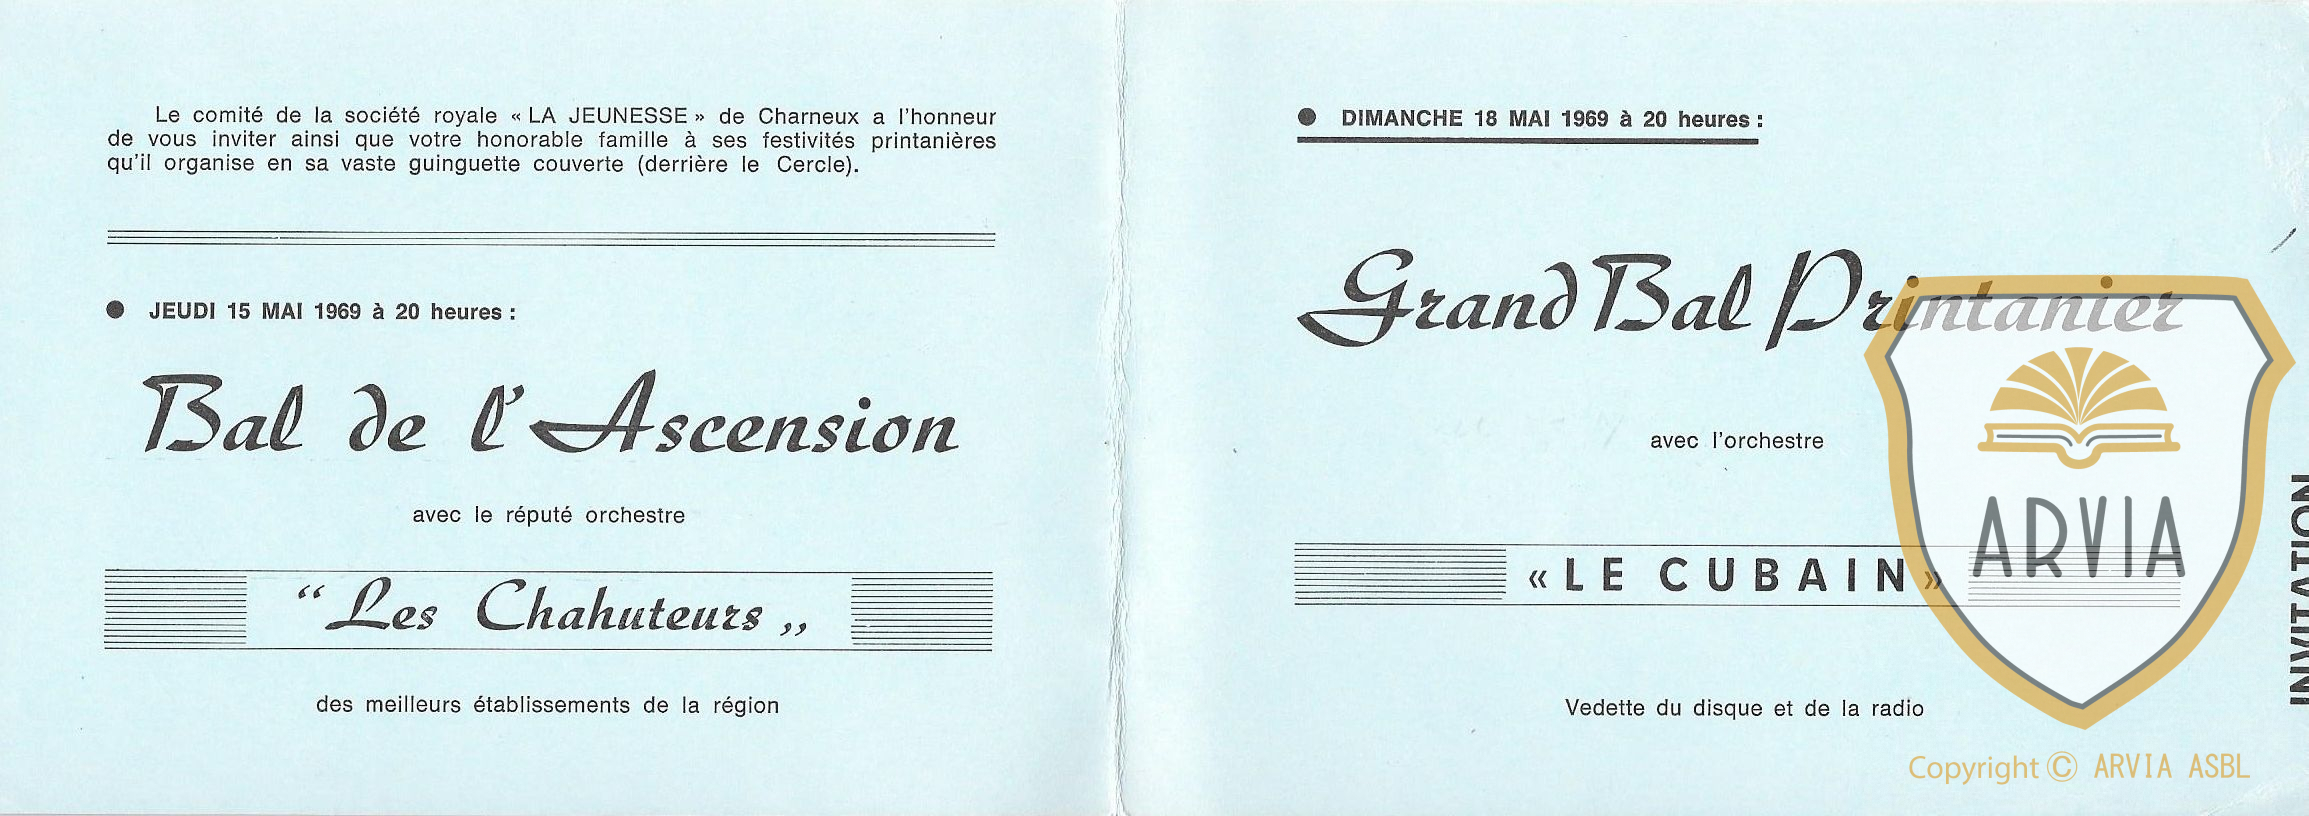 Le comité de la société royale « LA JEUNESSE » de Charneux a l'honneur
de vous inviter ainsi que votre honorable famille à ses festivités printanières
qu'il organise en sa vaste guinguette couverte (derrière le Cercle).
● JEUDI 15 MAI 1969 à 20 heures :
Bal de l'Ascension
avec le réputé orchestre
“ Les Chahuteurs „
des meilleurs établissements de la région
● DIMANCHE 18 MAI 1969 à 20 heures :
Grand Bal Printanier
avec l'orchestre
« LE CUBAIN »
Vedette du disque et de la radio
INVITATION
ARVIA
Copyright © ARVIA ASBL